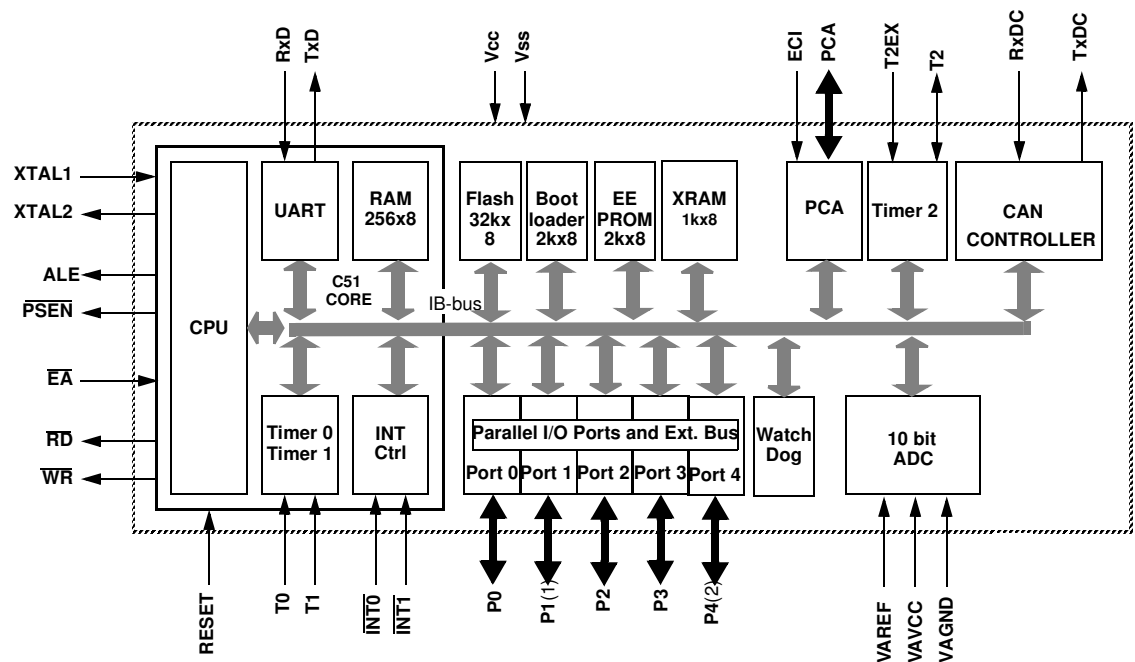 RxD
TxD
Vcc
Vss
ECI
PCA
T2EX
T2
RxDC
TxDC
XTAL1
XTAL2
ALE
PSEN
EA
RD
WR
CPU
UART
RAM
256x8
C51
CORE
IB-bus
Flash
32kx
8
Boot
loader
2kx8
EE
PROM
2kx8
XRAM
1kx8
PCA
Timer 2
CAN
CONTROLLER
Timer 0
Timer 1
INT
Ctrl
Parallel I/O Ports and Ext. Bus
Port 0
Port 1
Port 2
Port 3
Port 4
Watch
Dog
10 bit
ADC
RESET
T0
T1
INT0
INT1
P0
P1(1)
P2
P3
P4(2)
VAREF
VAVCC
VAGND